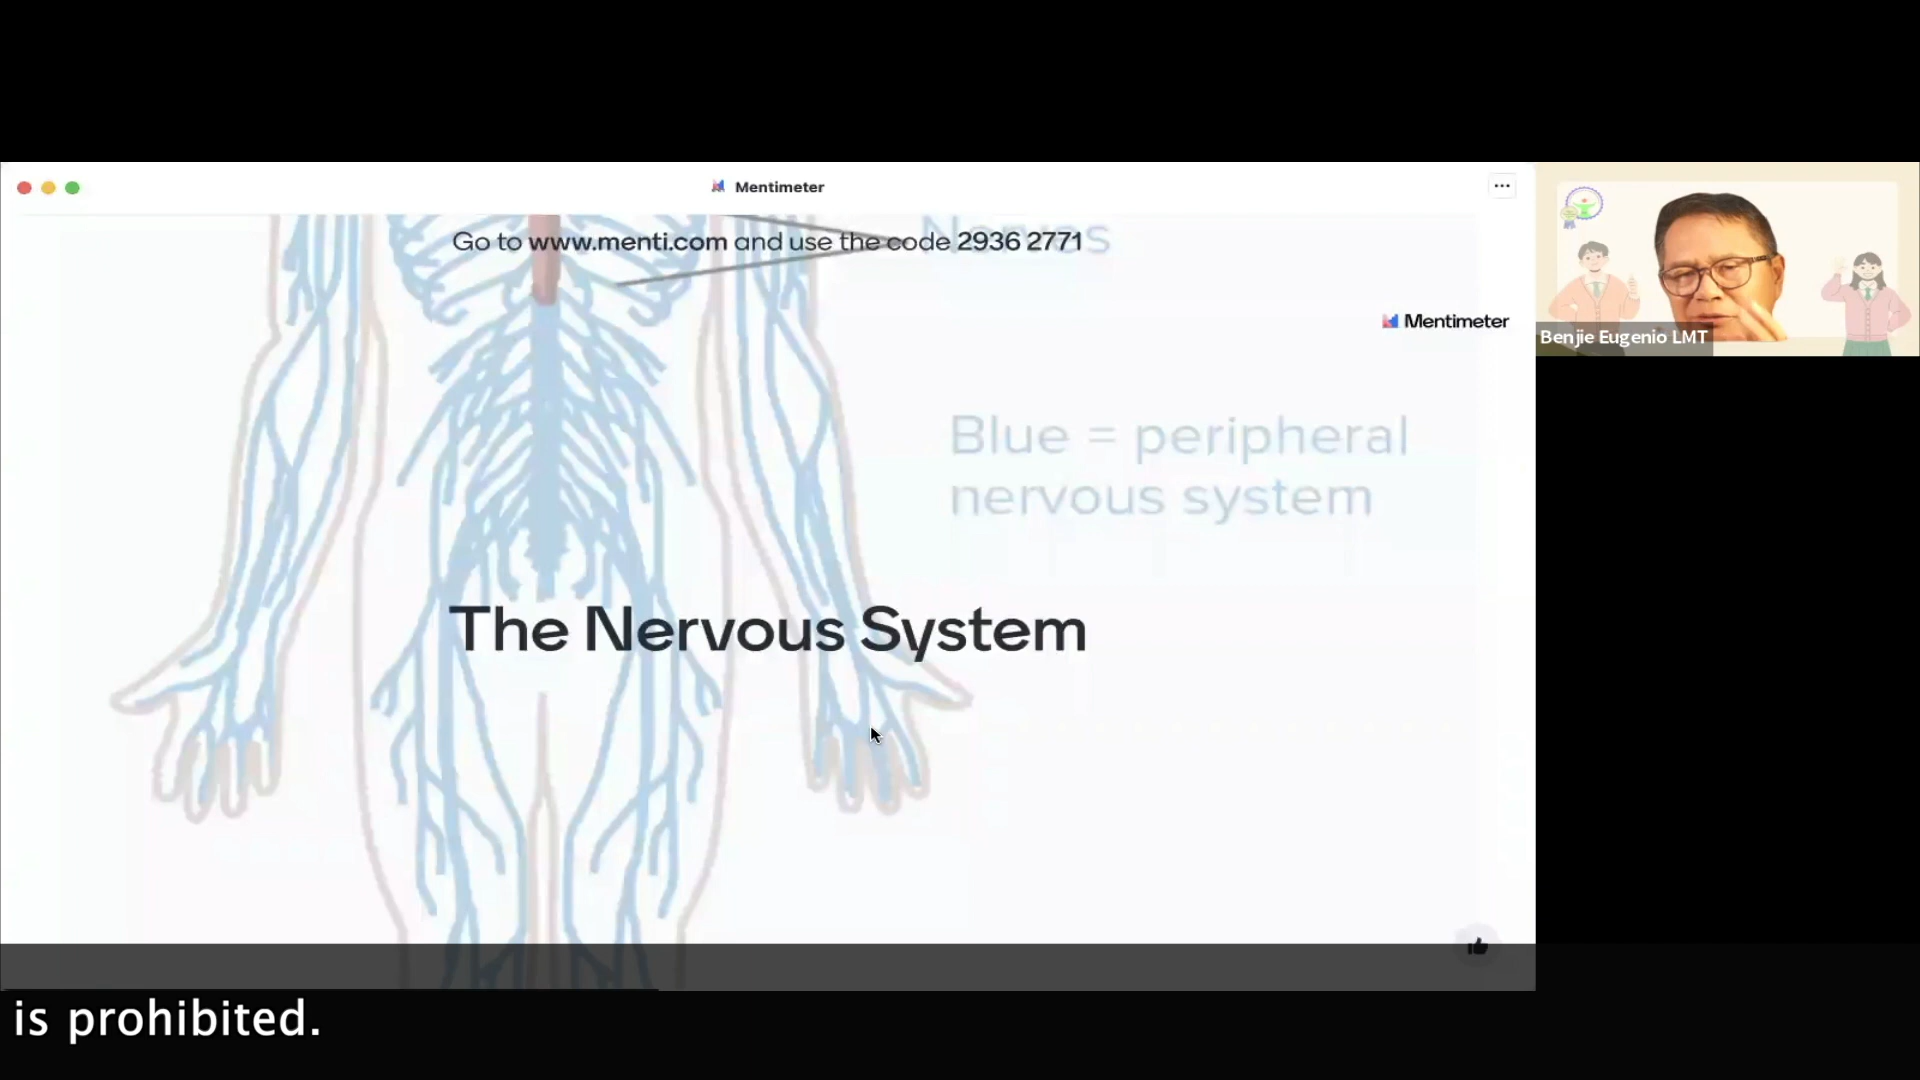 Mentimeter
Go to www.menti.com and use the code 2936 2771
Nerves
Mentimeter
Benjie Eugenio LMT
Blue = peripheral
nervous system
The Nervous System
is prohibited.